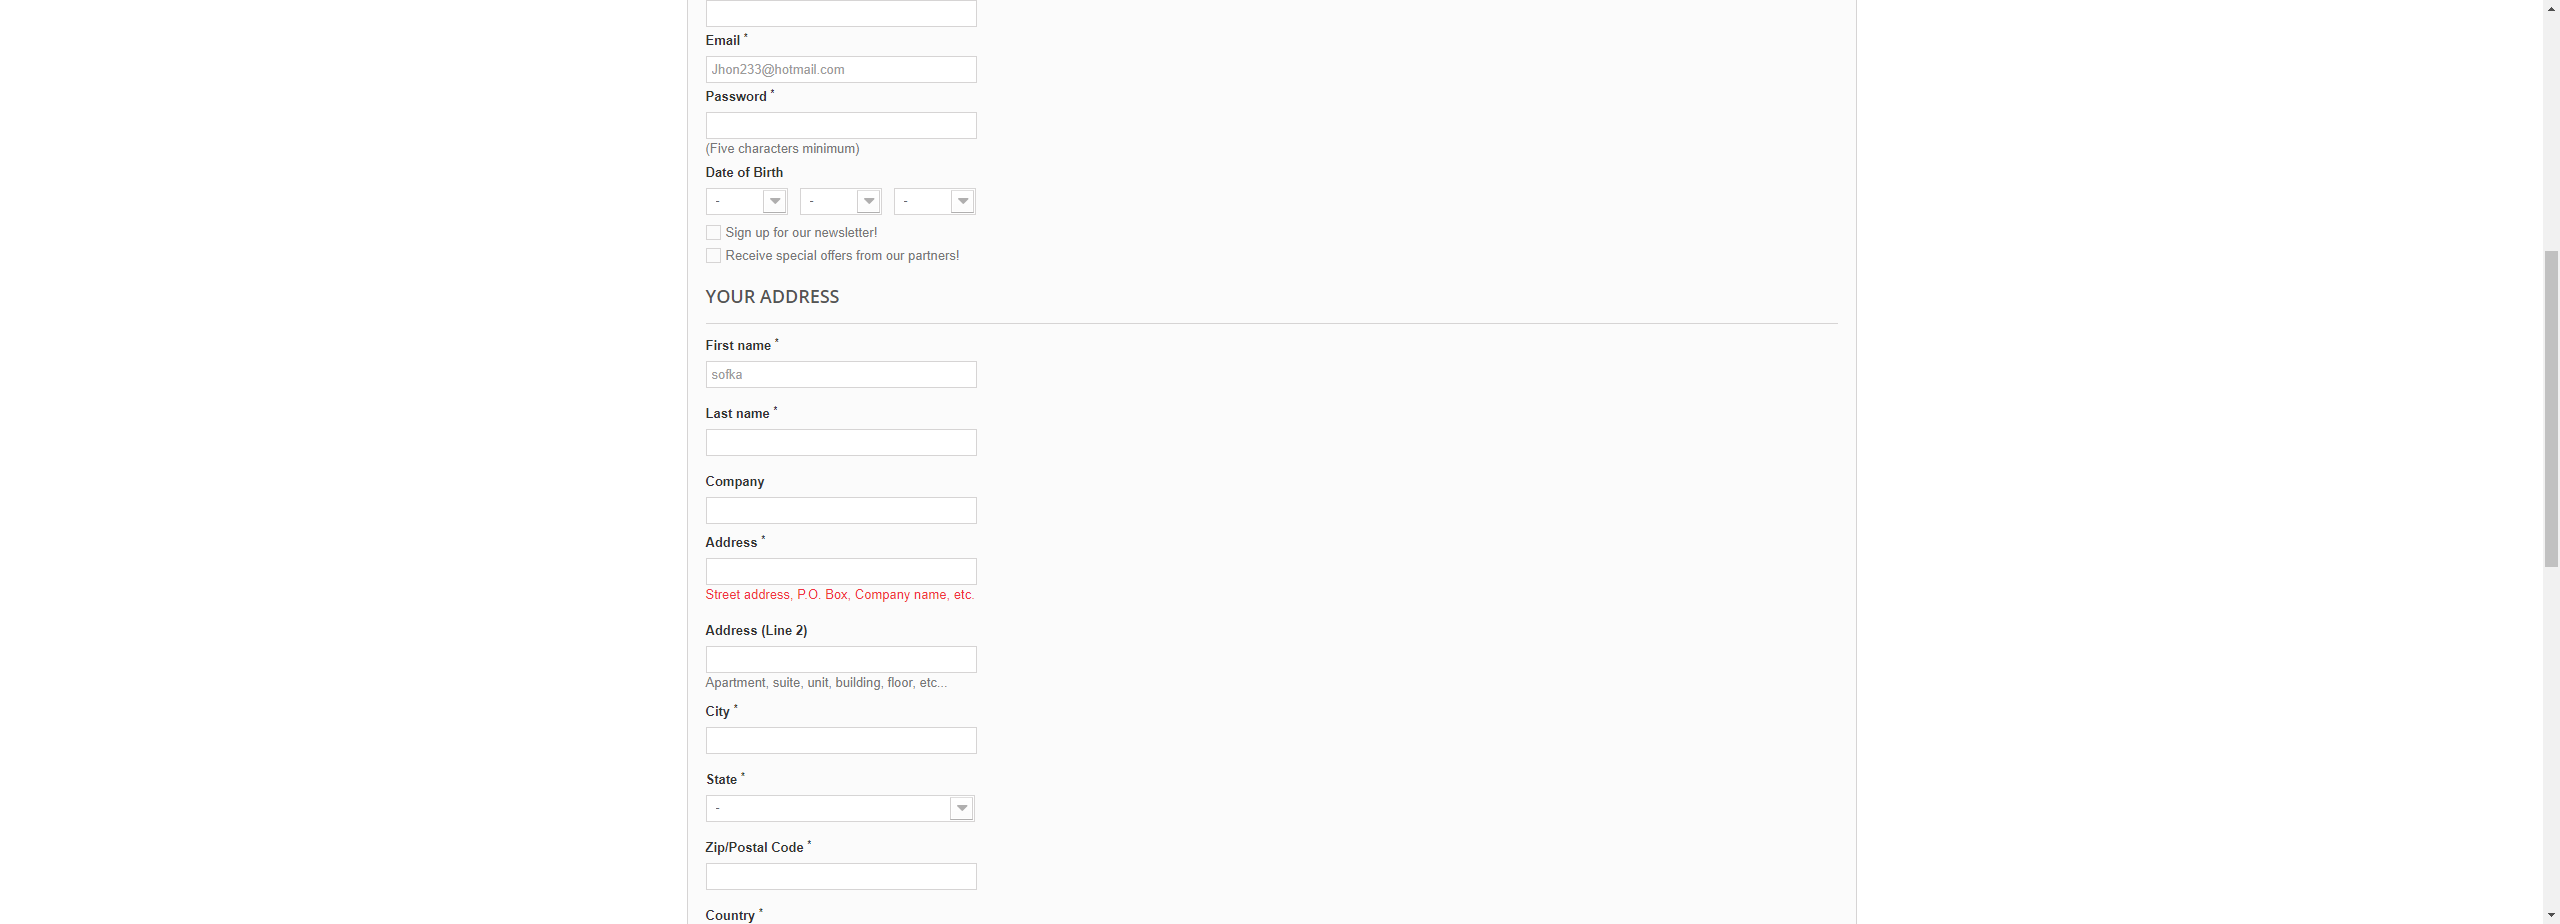 Email *
Jhon233@hotmail.com
Password *
(Five characters minimum)
Date of Birth
- - -
Sign up for our newsletter!
Receive special offers from our partners!
YOUR ADDRESS
First name *
sofka
Last name *
Company
Address *
Street address, P.O. Box, Company name, etc.
Address (Line 2)
Apartment, suite, unit, building, floor, etc...
City *
State *
-
Zip/Postal Code *
Country *